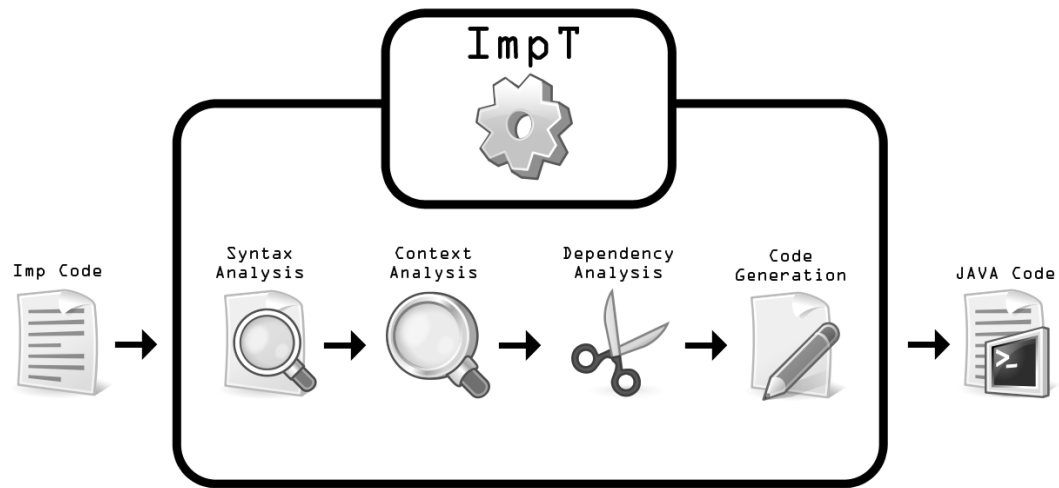 ImpT
Imp Code
Syntax
Analysis
Context
Analysis
Dependency
Analysis
Code
Generation
JAVA Code
>_